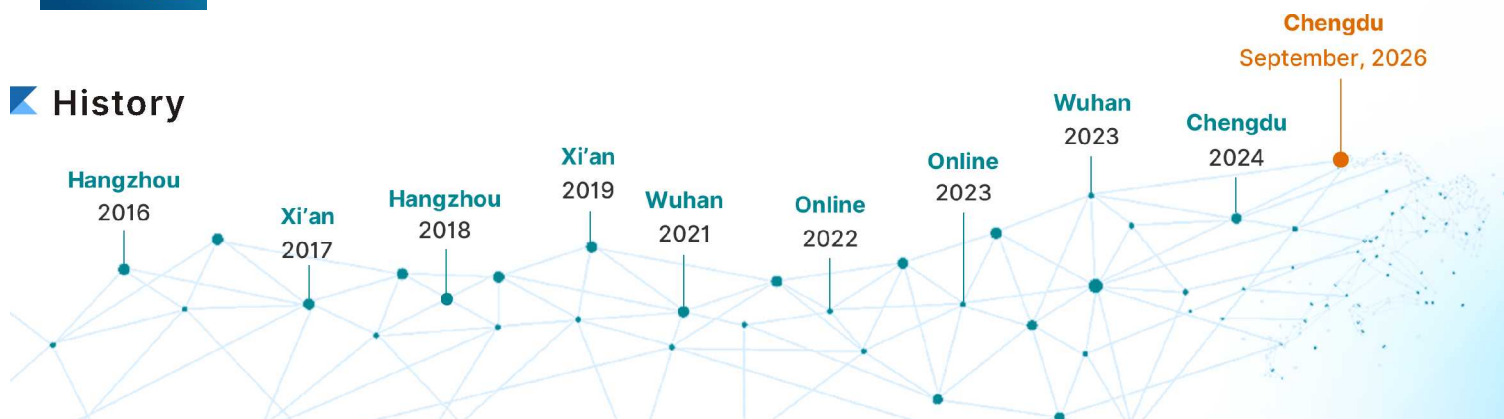 History
Hangzhou
2016
Xi’an
2017
Hangzhou
2018
Xi’an
2019
Wuhan
2021
Online
2022
Online
2023
Wuhan
2023
Chengdu
2024
Chengdu
September, 2026